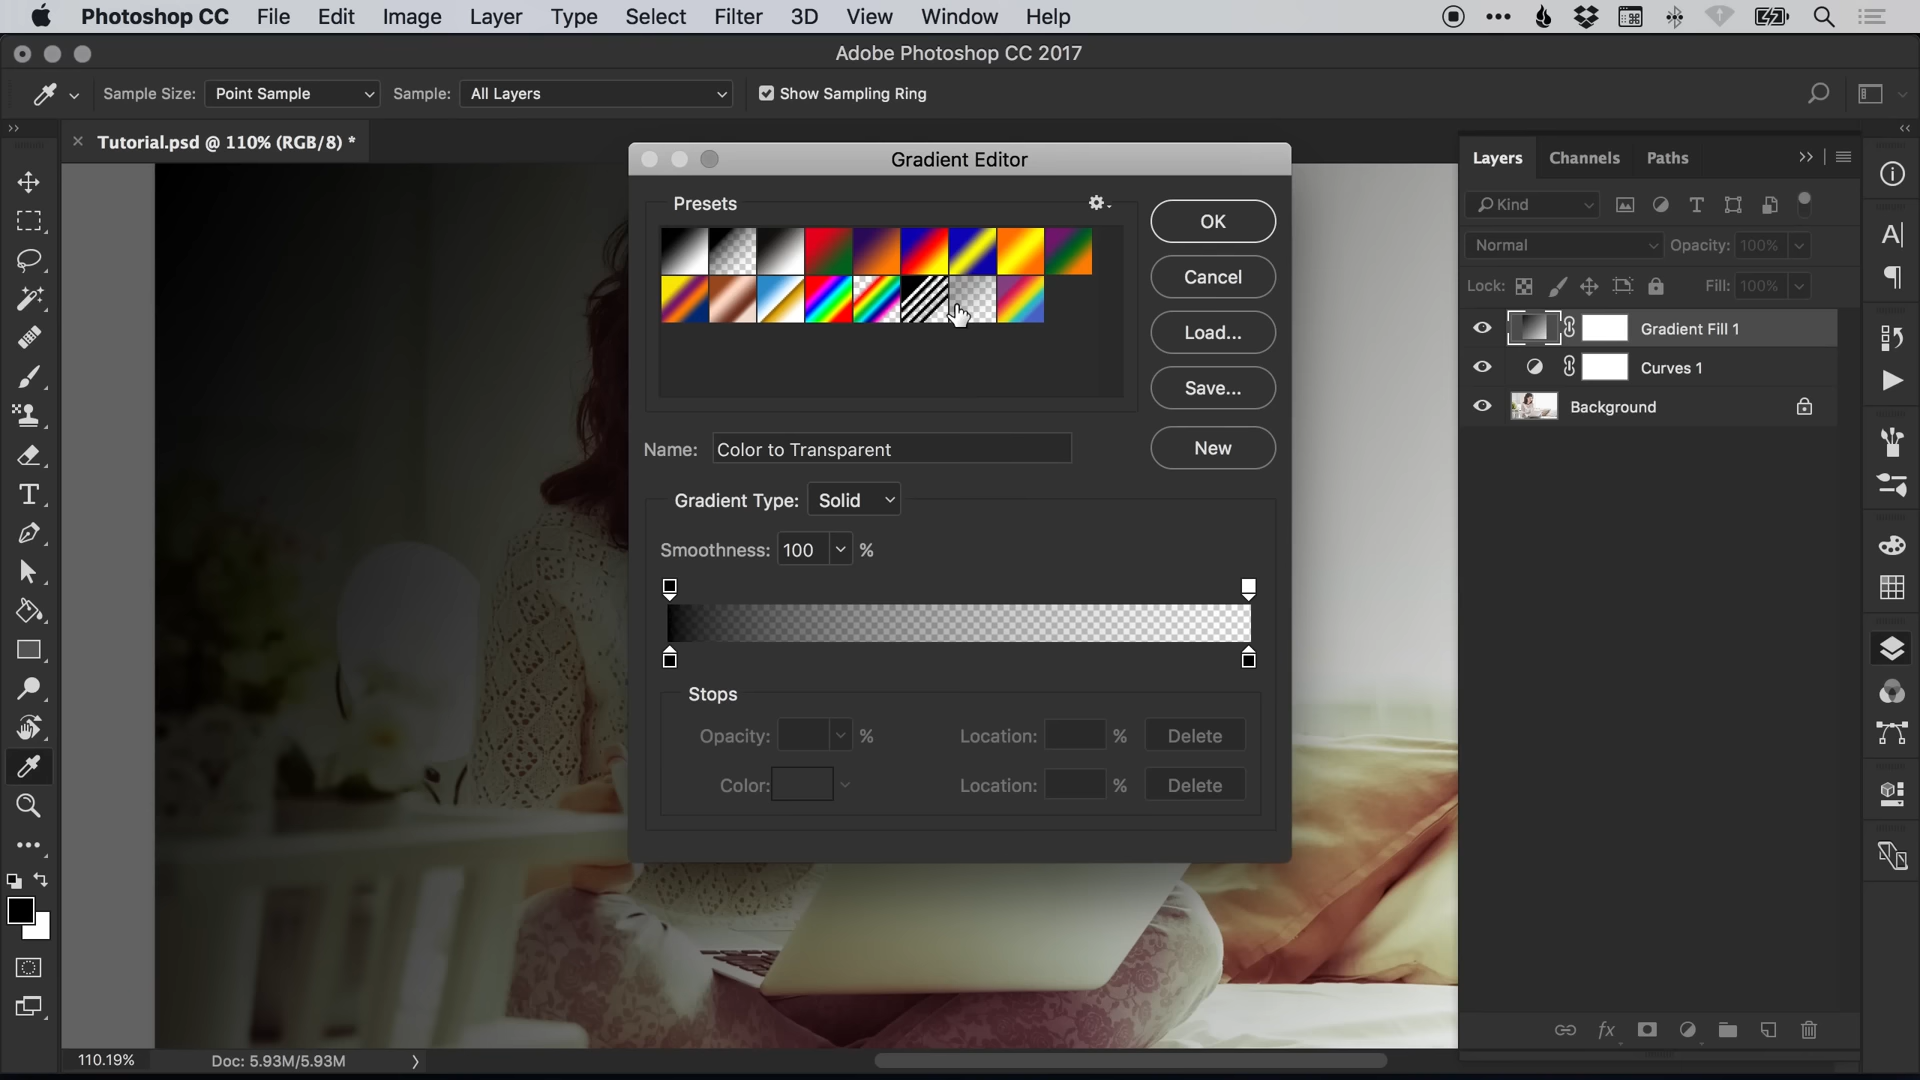 Photoshop CC File Edit Image Layer Type Select Filter 3D View Window Help
Adobe Photoshop CC 2017
Sample Size: Point Sample Sample: All Layers Show Sampling Ring
Tutorial.psd @ 110% (RGB/8) *
Gradient Editor
Presets
OK
Cancel
Load...
Save...
Name: Color to Transparent
New
Gradient Type: Solid
Smoothness: 100 %
Stops
Opacity: % Location: % Delete
Color: Location: % Delete
Layers Channels Paths
Kind
Normal Opacity: 100%
Lock: Fill: 100%
Gradient Fill 1
Curves 1
Background
fx
110.19% Doc: 5.93M/5.93M